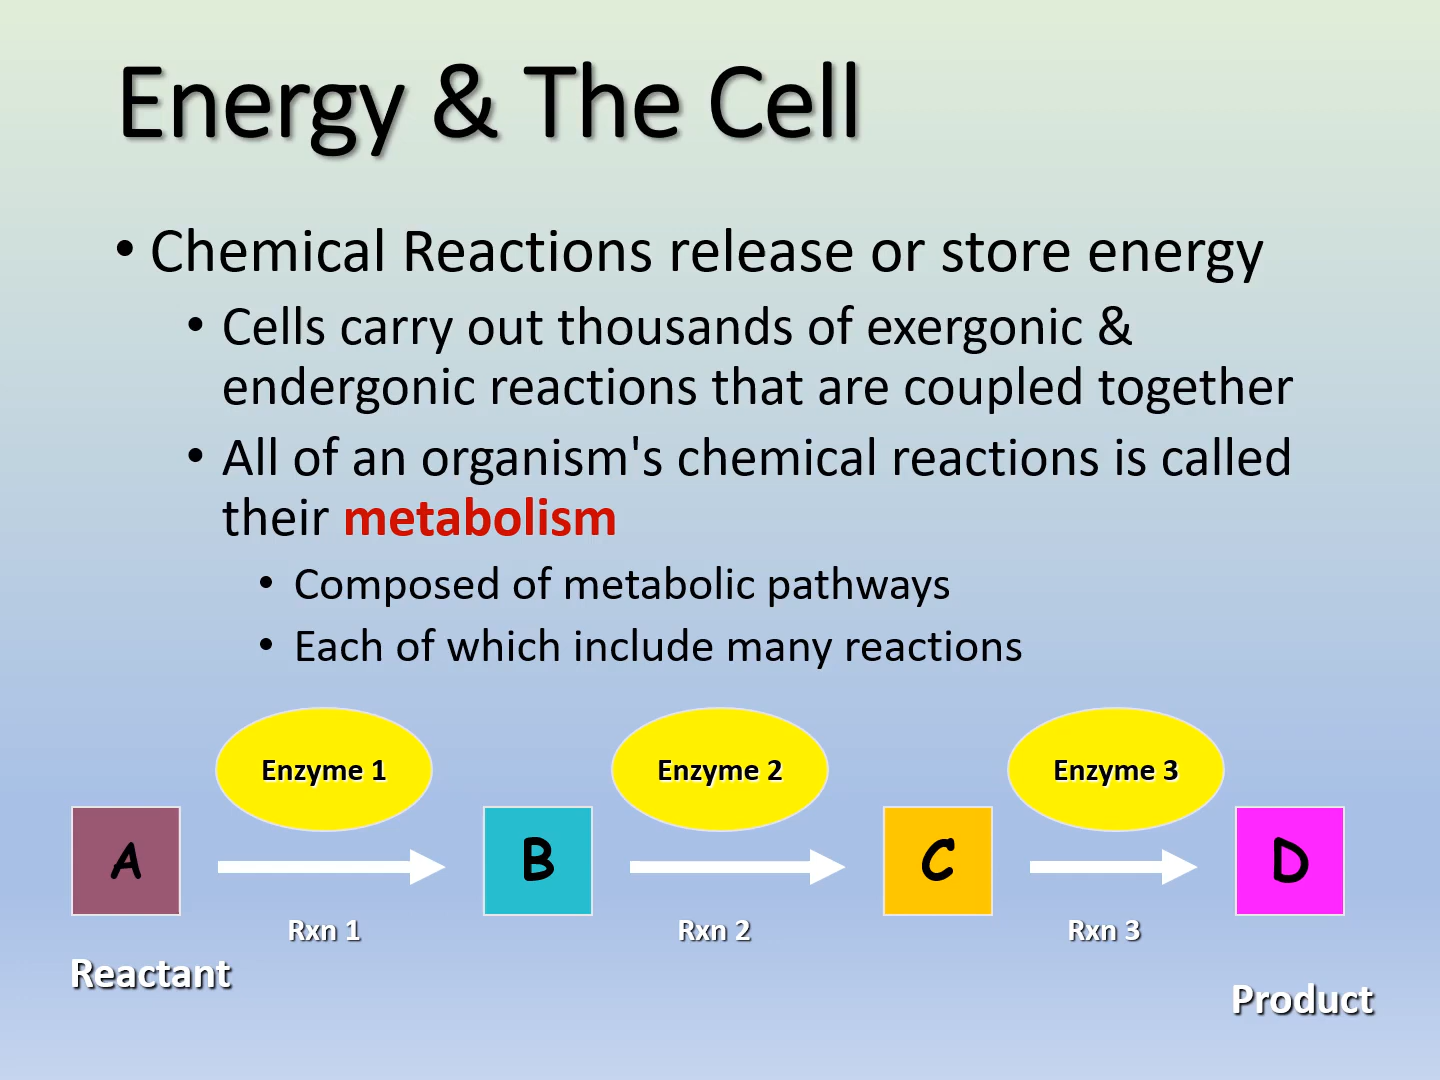 Energy & The Cell
• Chemical Reactions release or store energy
• Cells carry out thousands of exergonic &
endergonic reactions that are coupled together
• All of an organism's chemical reactions is called
their metabolism
• Composed of metabolic pathways
• Each of which include many reactions
Enzyme 1
Enzyme 2
Enzyme 3
A
B
C
D
Rxn 1
Rxn 2
Rxn 3
Reactant
Product